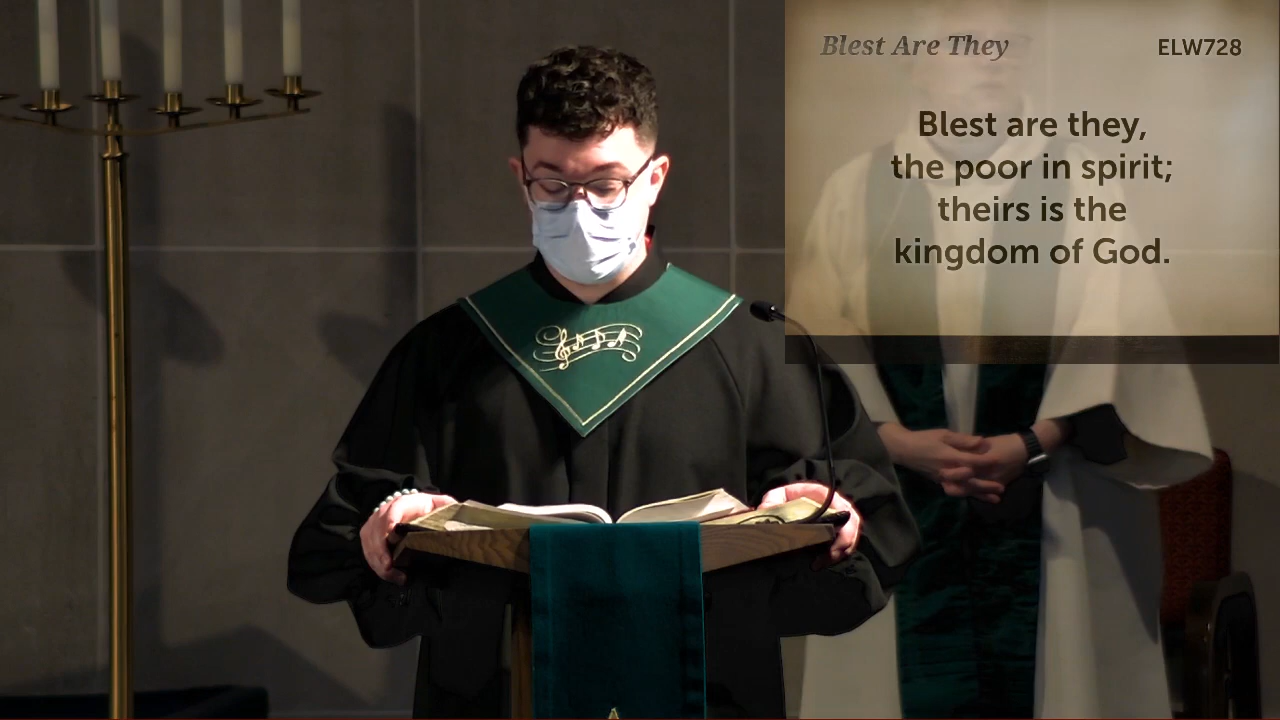 Blest Are They ELW728
Blest are they,
the poor in spirit;
theirs is the
kingdom of God.